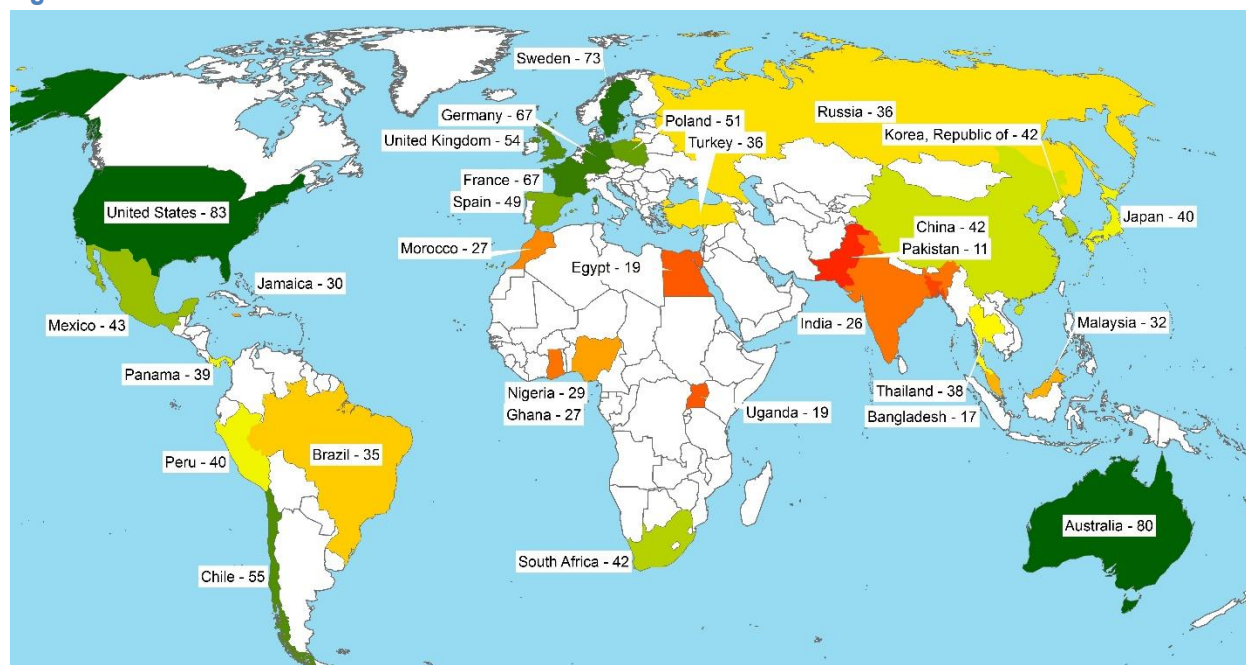 Sweden - 73
Germany - 67
Poland - 51
Russia - 36
United Kingdom - 54
Turkey - 36
Korea, Republic of - 42
France - 67
Spain - 49
United States - 83
China - 42
Japan - 40
Morocco - 27
Pakistan - 11
Egypt - 19
Jamaica - 30
Mexico - 43
India - 26
Malaysia - 32
Panama - 39
Nigeria - 29
Thailand - 38
Ghana - 27
Uganda - 19
Bangladesh - 17
Brazil - 35
Peru - 40
Australia - 80
South Africa - 42
Chile - 55